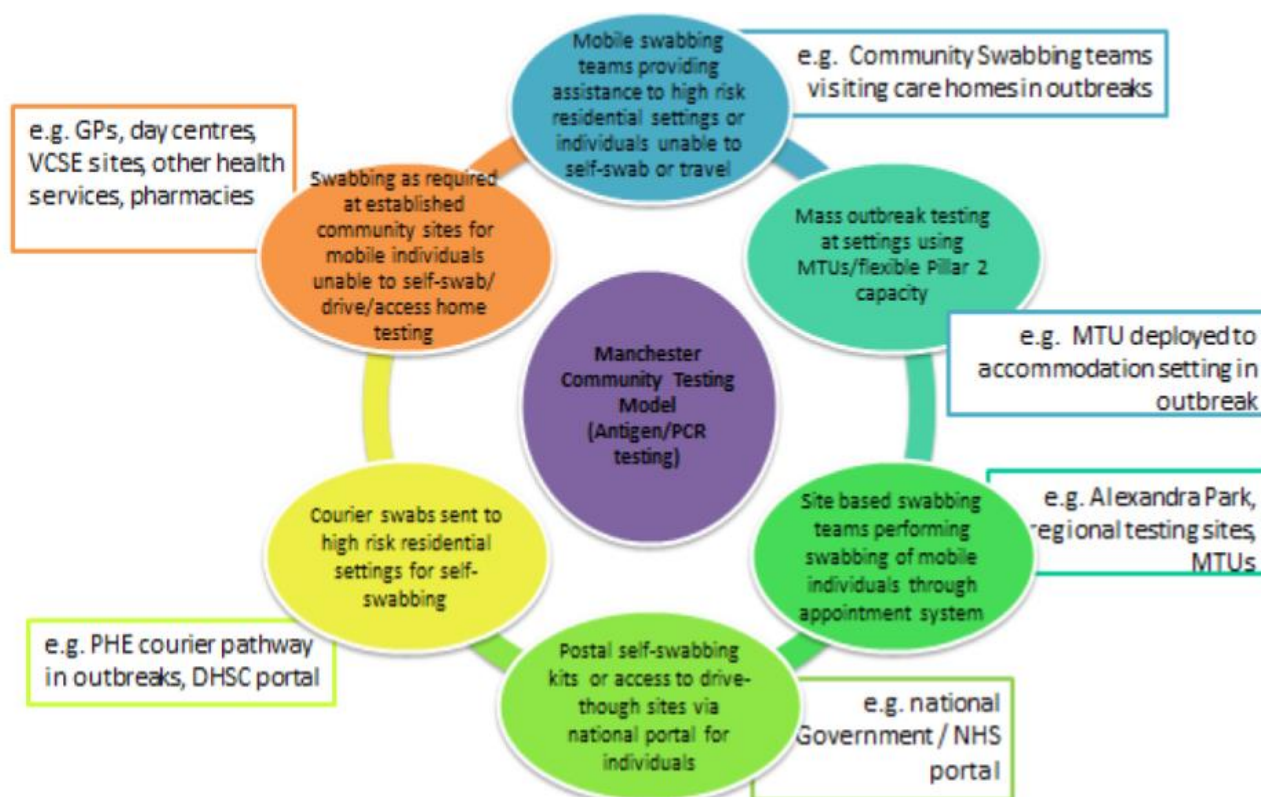 Mobile swabbing
teams providing
assistance to high risk
residential settings or
individuals unable to
self-swab or travel
e.g. Community Swabbing teams
visiting care homes in outbreaks
Mass outbreak testing
at settings using
MTUs/flexible Pillar 2
capacity
e.g. MTU deployed to
accommodation setting in
outbreak
Site based swabbing
teams performing
swabbing of mobile
individuals through
appointment system
e.g. Alexandra Park,
regional testing sites,
MTUs
Postal self-swabbing
kits or access to drive-
though sites via
national portal for
individuals
e.g. national
Government / NHS
portal
Courier swabs sent to
high risk residential
settings for self-
swabbing
e.g. PHE courier pathway
in outbreaks, DHSC portal
Swabbing as required
at established
community sites for
mobile individuals
unable to self-swab/
drive/access home
testing
e.g. GPs, day centres,
VCSE sites, other health
services, pharmacies
Manchester
Community Testing
Model
(Antigen/PCR
testing)